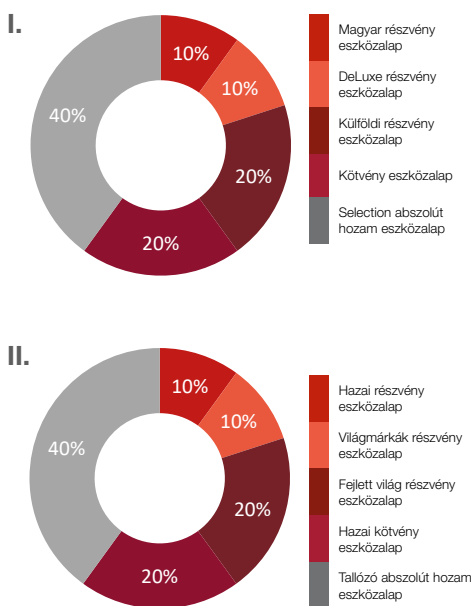 I.
10%
10%
20%
20%
40%
Magyar részvény
eszközalap
DeLuxe részvény
eszközalap
Külföldi részvény
eszközalap
Kötvény eszközalap
Selection abszolút
hozam eszközalap
II.
10%
10%
20%
20%
40%
Hazai részvény
eszközalap
Világmárkák részvény
eszközalap
Fejlett világ részvény
eszközalap
Hazai kötvény
eszközalap
Tallózó abszolút hozam
eszközalap